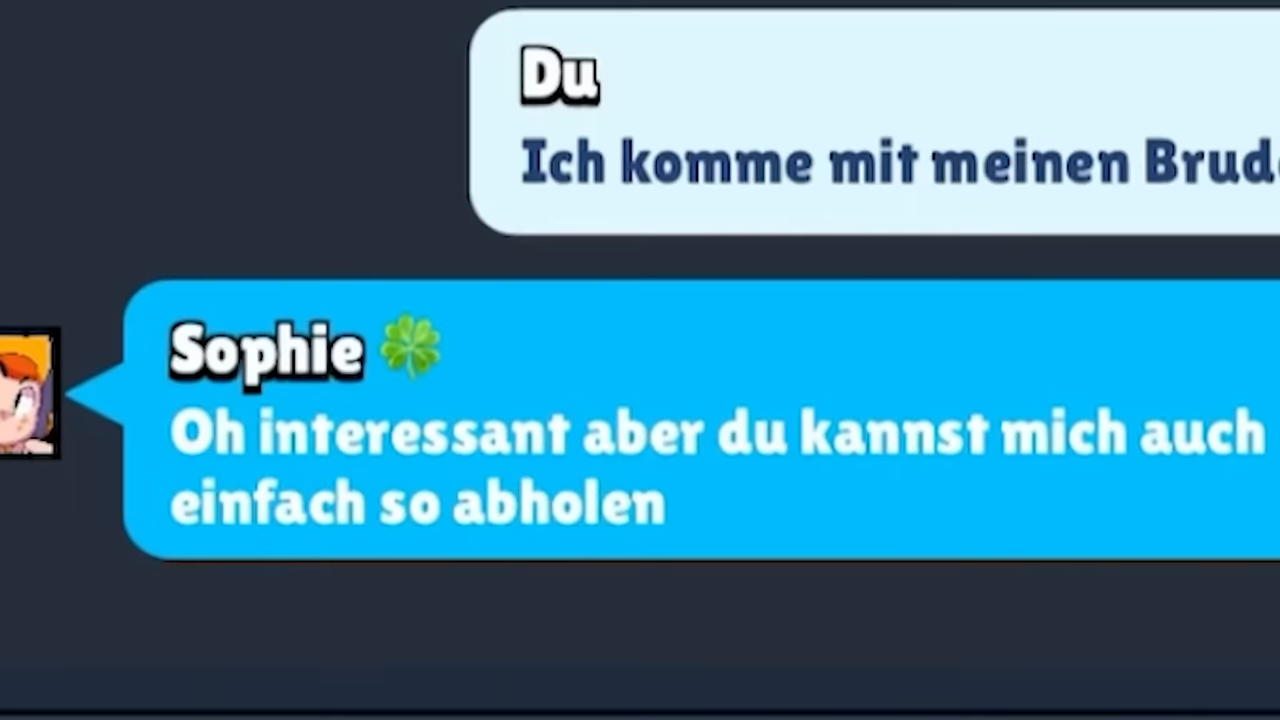 Du
Ich komme mit meinen
Sophie 🍀
Oh interessant aber du kannst mich auch
einfach so abholen